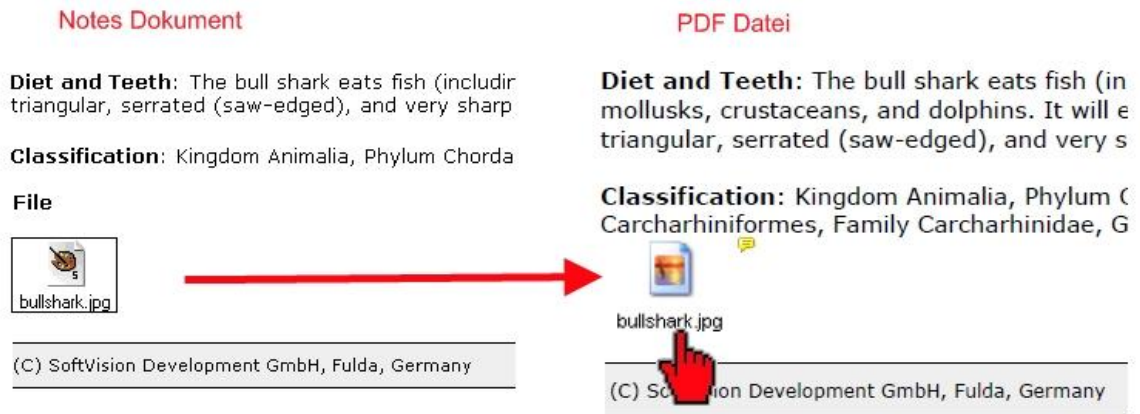 Notes Dokument
Diet and Teeth: The bull shark eats fish (includin
triangular, serrated (saw-edged), and very sharp
Classification: Kingdom Animalia, Phylum Chorda
File
bullshark.jpg
(C) SoftVision Development GmbH, Fulda, Germany
PDF Datei
Diet and Teeth: The bull shark eats fish (in
mollusks, crustaceans, and dolphins. It will e
triangular, serrated (saw-edged), and very s
Classification: Kingdom Animalia, Phylum C
Carcharhiniformes, Family Carcharhinidae, G
bullshark.jpg
(C) So ion Development GmbH, Fulda, Germany